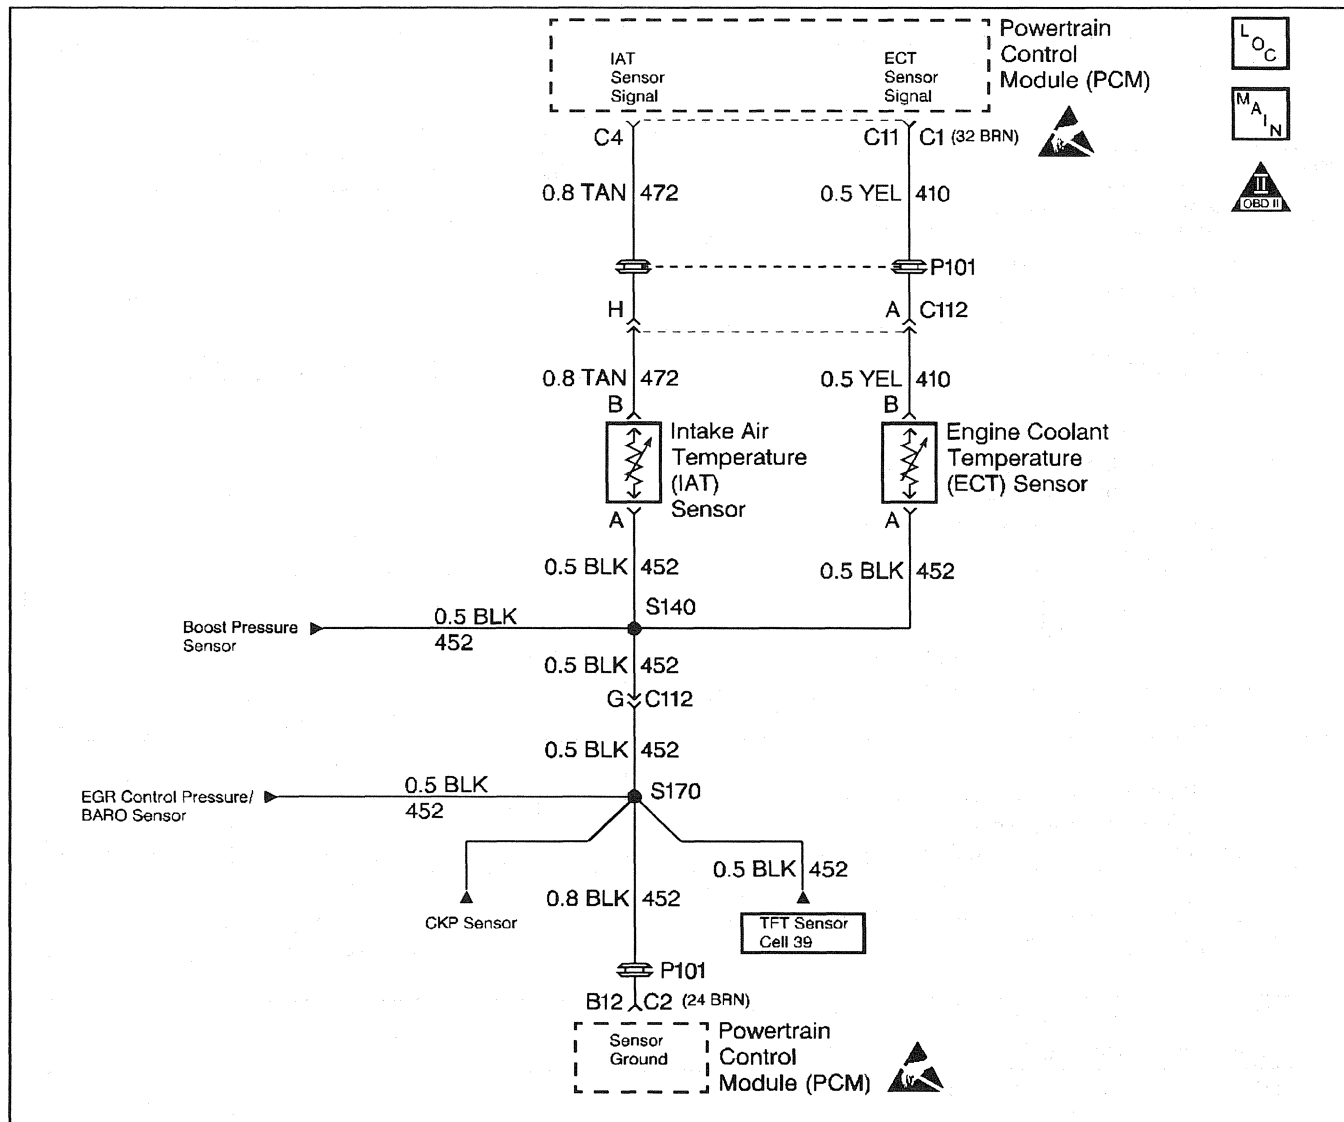 IAT
Sensor
Signal
ECT
Sensor
Signal
Powertrain
Control
Module (PCM)
LOC
MAIN
II
OBD II
C4
C11
C1 (32 BRN)
0.8 TAN 472
0.5 YEL 410
P101
H
A C112
0.8 TAN 472
0.5 YEL 410
B
B
Intake Air
Temperature
(IAT)
Sensor
Engine Coolant
Temperature
(ECT) Sensor
A
A
0.5 BLK 452
0.5 BLK 452
S140
Boost Pressure
Sensor
0.5 BLK
452
0.5 BLK 452
G C112
0.5 BLK 452
EGR Control Pressure/
BARO Sensor
0.5 BLK
452
S170
0.5 BLK 452
0.8 BLK 452
CKP Sensor
TFT Sensor
Cell 39
P101
B12 C2 (24 BRN)
Sensor
Ground
Powertrain
Control
Module (PCM)